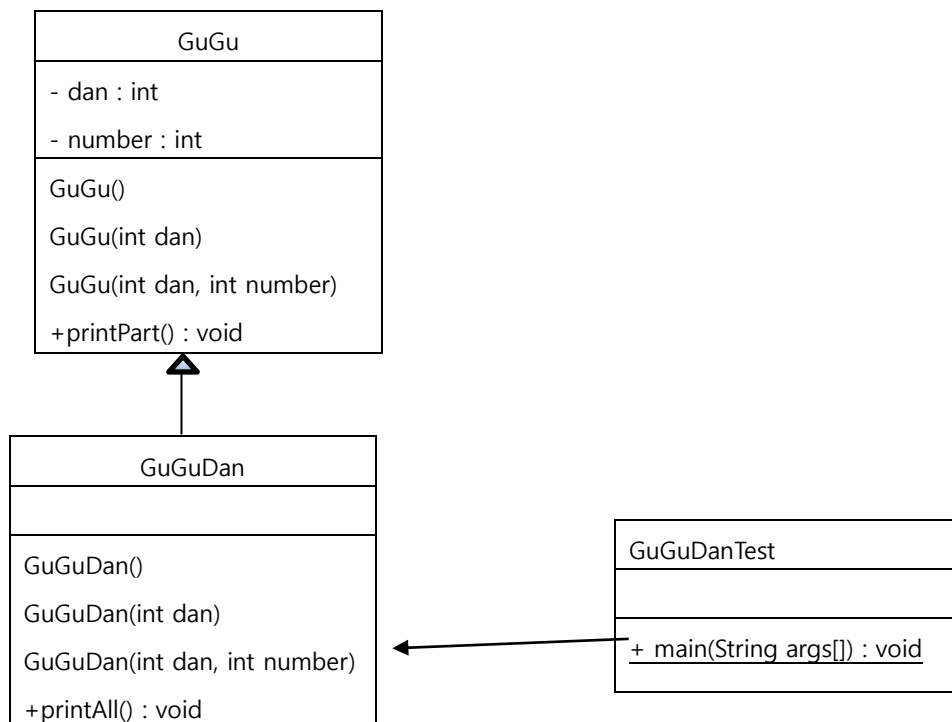 GuGu
- dan : int
- number : int
GuGu()
GuGu(int dan)
GuGu(int dan, int number)
+printPart() : void
GuGuDan
GuGuDan()
GuGuDan(int dan)
GuGuDan(int dan, int number)
+printAll() : void
GuGuDanTest
+ main(String args[]) : void